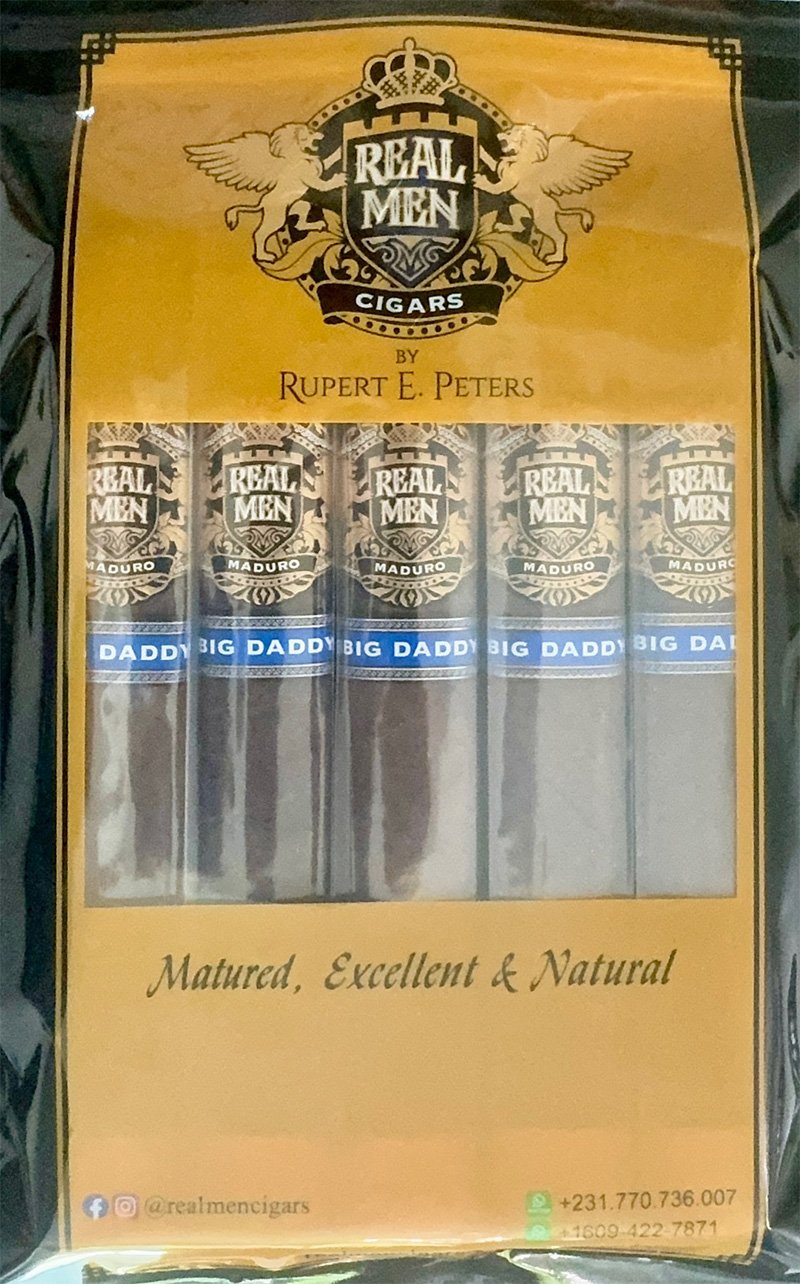 REAL
MEN
CIGARS
BY
RUPERT E. PETERS
REAL REAL REAL REAL REAL
MEN MEN MEN MEN MEN
MADURO MADURO MADURO MADURO MADURO
DADDY BIG DADDY BIG DADDY BIG DADDY BIG DAD
Matured, Excellent & Natural
@realmencigars +231.770.736.007
+1609-422-7871